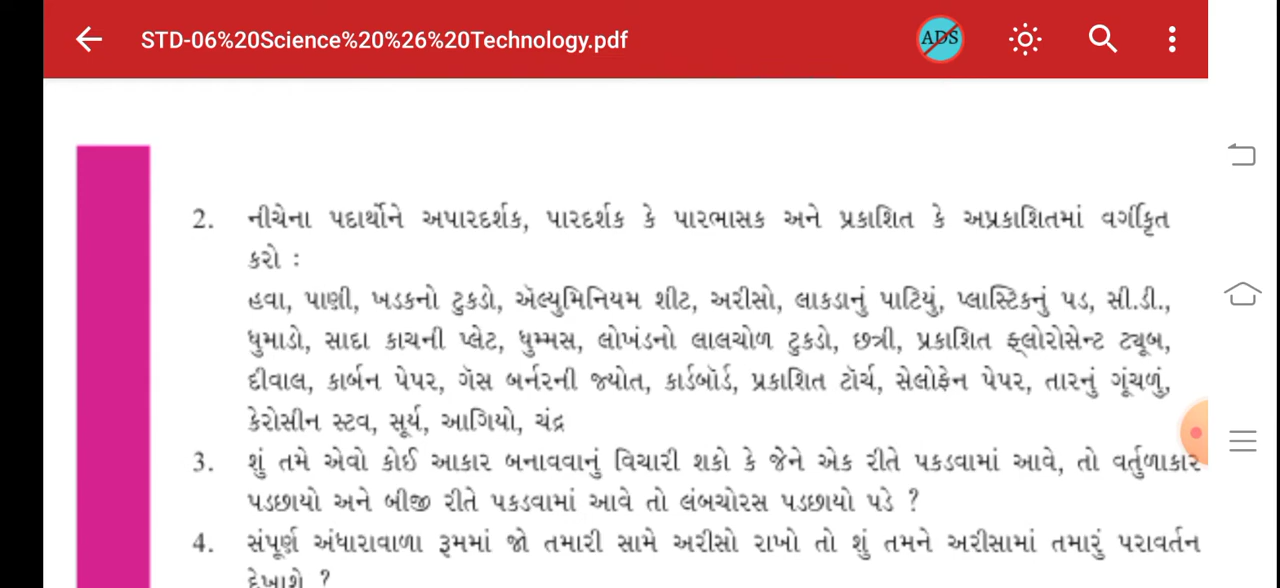 STD-06%20Science%20%26%20Technology.pdf
ADS
2. નીચેના પદાર્થોને અપારદર્શક, પારદર્શક કે પારભાસક અને પ્રકાશિત કે અપ્રકાશિતમાં વર્ગીકૃત
કરો :
હવા, પાણી, ખડકનો ટુકડો, ઍલ્યુમિનિયમ શીટ, અરીસો, લાકડાનું પાટિયું, પ્લાસ્ટિકનું પડ, સી.ડી.,
ધુમાડો, સાદા કાચની પ્લેટ, ધુમ્મસ, લોખંડનો લાલચોળ ટુકડો, છત્રી, પ્રકાશિત ફ્લોરોસેન્ટ ટ્યૂબ,
દીવાલ, કાર્બન પેપર, ગૅસ બર્નરની જ્યોત, કાર્ડબૉર્ડ, પ્રકાશિત ટૉર્ચ, સેલોફેન પેપર, તારનું ગૂંચળું,
કેરોસીન સ્ટવ, સૂર્ય, આગિયો, ચંદ્ર
3. શું તમે એવો કોઈ આકાર બનાવવાનું વિચારી શકો કે જેને એક રીતે પકડવામાં આવે, તો વર્તુળાકાર
પડછાયો અને બીજી રીતે પકડવામાં આવે તો લંબચોરસ પડછાયો પડે ?
4. સંપૂર્ણ અંધારાવાળા રૂમમાં જો તમારી સામે અરીસો રાખો તો શું તમને અરીસામાં તમારું પરાવર્તન
દેખાશે ?